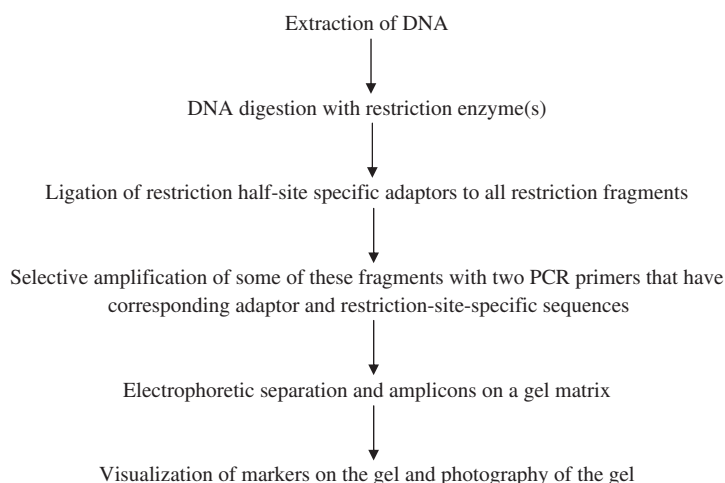 Extraction of DNA
DNA digestion with restriction enzyme(s)
Ligation of restriction half-site specific adaptors to all restriction fragments
Selective amplification of some of these fragments with two PCR primers that have
corresponding adaptor and restriction-site-specific sequences
Electrophoretic separation and amplicons on a gel matrix
Visualization of markers on the gel and photography of the gel